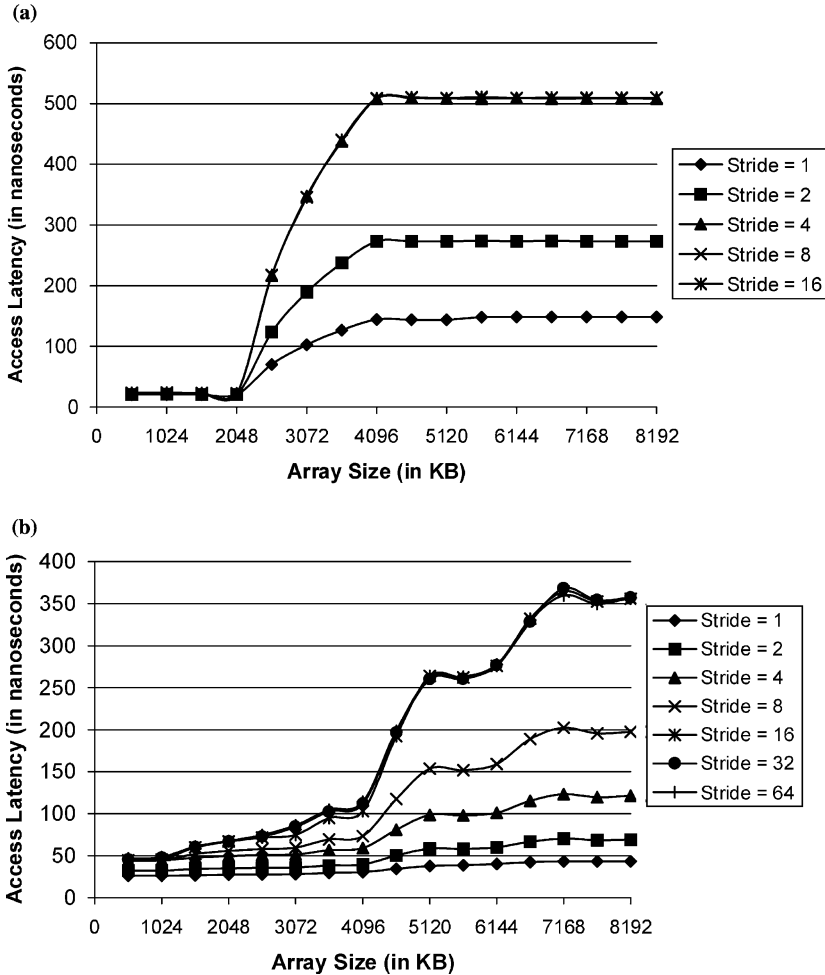 (a)
600
500
400
300
200
100
0
Access Latency (in nanoseconds)
0 1024 2048 3072 4096 5120 6144 7168 8192
Array Size (in KB)
Stride = 1
Stride = 2
Stride = 4
Stride = 8
Stride = 16
(b)
400
350
300
250
200
150
100
50
0
Access Latency (in nanoseconds)
0 1024 2048 3072 4096 5120 6144 7168 8192
Array Size (in KB)
Stride = 1
Stride = 2
Stride = 4
Stride = 8
Stride = 16
Stride = 32
Stride = 64